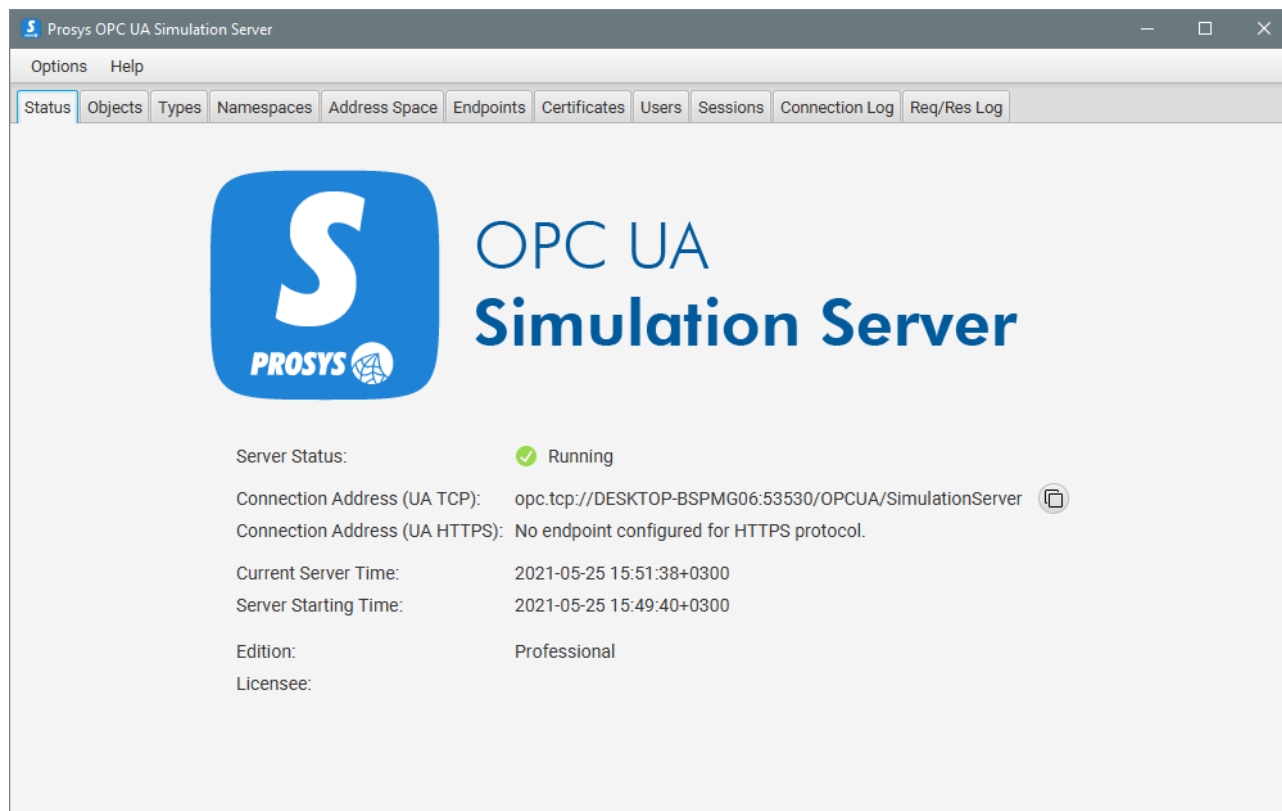 Prosys OPC UA Simulation Server
Options Help
Status Objects Types Namespaces Address Space Endpoints Certificates Users Sessions Connection Log Req/Res Log
S
PROSYS
OPC UA
Simulation Server
Server Status: Running
Connection Address (UA TCP): opc.tcp://DESKTOP-BSPMG06:53530/OPCUA/SimulationServer
Connection Address (UA HTTPS): No endpoint configured for HTTPS protocol.
Current Server Time: 2021-05-25 15:51:38+0300
Server Starting Time: 2021-05-25 15:49:40+0300
Edition: Professional
Licensee: